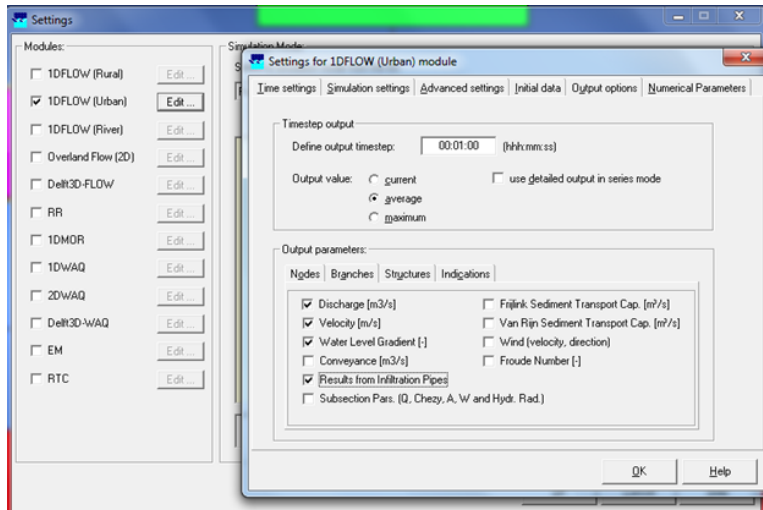 Settings
Modules:
1DFLOW (Rural) Edit ...
1DFLOW (Urban) Edit ...
1DFLOW (River) Edit ...
Overland Flow (2D) Edit ...
Delft3D-FLOW Edit ...
RR Edit ...
1DMOR Edit ...
1DWAQ Edit ...
2DWAQ Edit ...
Delft3D-WAQ Edit ...
EM Edit ...
RTC Edit ...
Simulation Mode:
Settings for 1DFLOW (Urban) module
Time settings Simulation settings Advanced settings Initial data Output options Numerical Parameters
Timestep output
Define output timestep: 00:01:00 (hhh:mm:ss)
Output value: current use detailed output in series mode
average
maximum
Output parameters:
Nodes Branches Structures Indications
Discharge [m3/s] Frijlink Sediment Transport Cap. [m²/s]
Velocity [m/s] Van Rijn Sediment Transport Cap. [m²/s]
Water Level Gradient [-] Wind (velocity, direction)
Conveyance [m3/s] Froude Number [-]
Results from Infiltration Pipes
Subsection Pars. (Q, Chezy, A, W and Hydr. Rad.)
OK Help